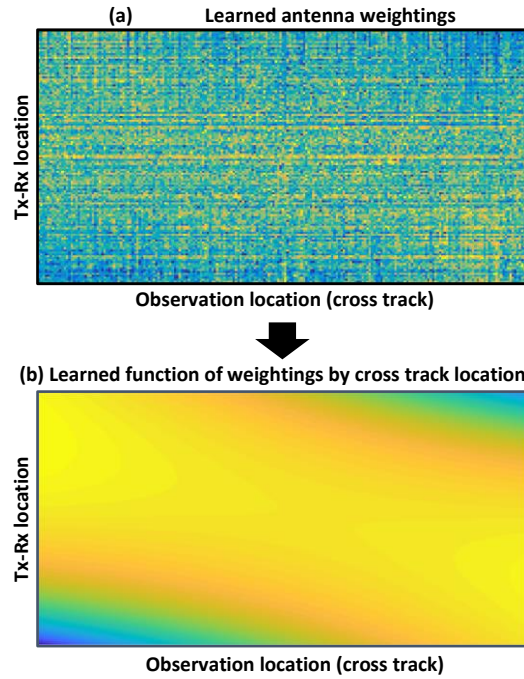 (a) Learned antenna weightings
Tx-Rx location
Observation location (cross track)
(b) Learned function of weightings by cross track location
Tx-Rx location
Observation location (cross track)